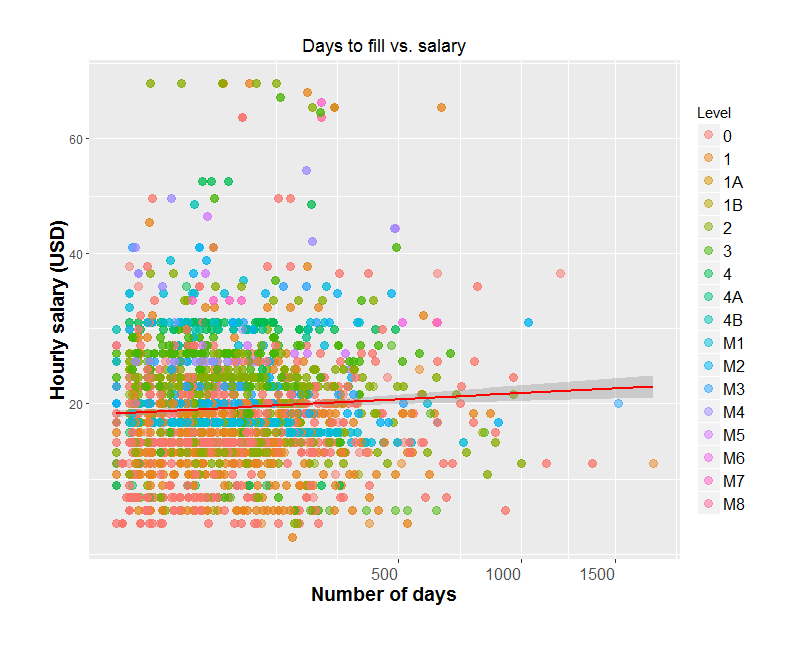 Days to fill vs. salary
Hourly salary (USD)
60
40
20
500
1000
1500
Number of days
Level
0
1
1A
1B
2
3
4
4A
4B
M1
M2
M3
M4
M5
M6
M7
M8